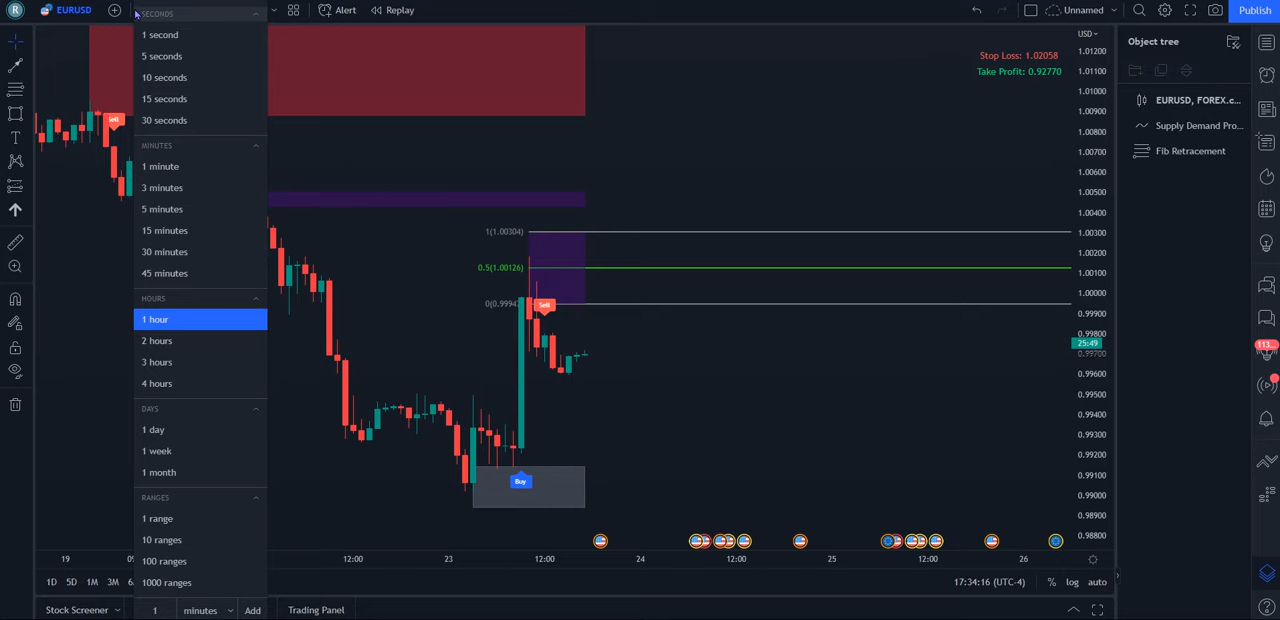 R
EURUSD
Alert
Replay
Unnamed
Publish
SECONDS
1 second
5 seconds
10 seconds
15 seconds
30 seconds
MINUTES
1 minute
3 minutes
5 minutes
15 minutes
30 minutes
45 minutes
HOURS
1 hour
2 hours
3 hours
4 hours
DAYS
1 day
1 week
1 month
RANGES
1 range
10 ranges
100 ranges
1000 ranges
1
minutes
Add
Stop Loss: 1.02058
Take Profit: 0.92770
Sell
1(1.00304)
0.5(1.00126)
Sell
Buy
USD
1.01200
1.01100
1.01000
1.00900
1.00800
1.00700
1.00600
1.00500
1.00400
1.00300
1.00200
1.00100
1.00000
0.99900
0.99800
25:49
0.99700
0.99600
0.99500
0.99400
0.99300
0.99200
0.99100
0.99000
0.98900
0.98800
19
12:00
23
12:00
24
12:00
25
12:00
26
1D
5D
1M
3M
17:34:16 (UTC-4)
%
log
auto
Stock Screener
Trading Panel
Object tree
EURUSD, FOREX.c...
Supply Demand Pro...
Fib Retracement